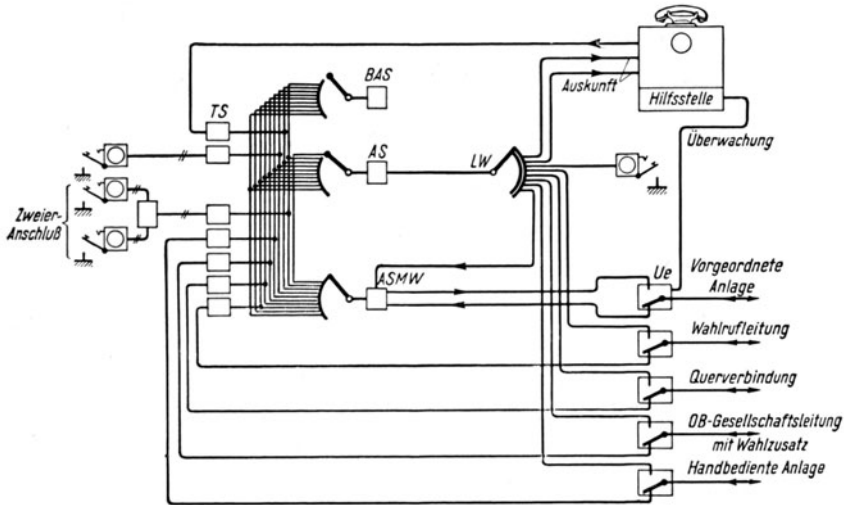 BAS
Auskunft
Hilfsstelle
TS
Überwachung
AS
LW
Zweier-
Anschluß
ASMW
Ue
Vorgeordnete
Anlage
Wahlrufleitung
Querverbindung
OB-Gesellschaftsleitung
mit Wahlzusatz
Handbediente Anlage